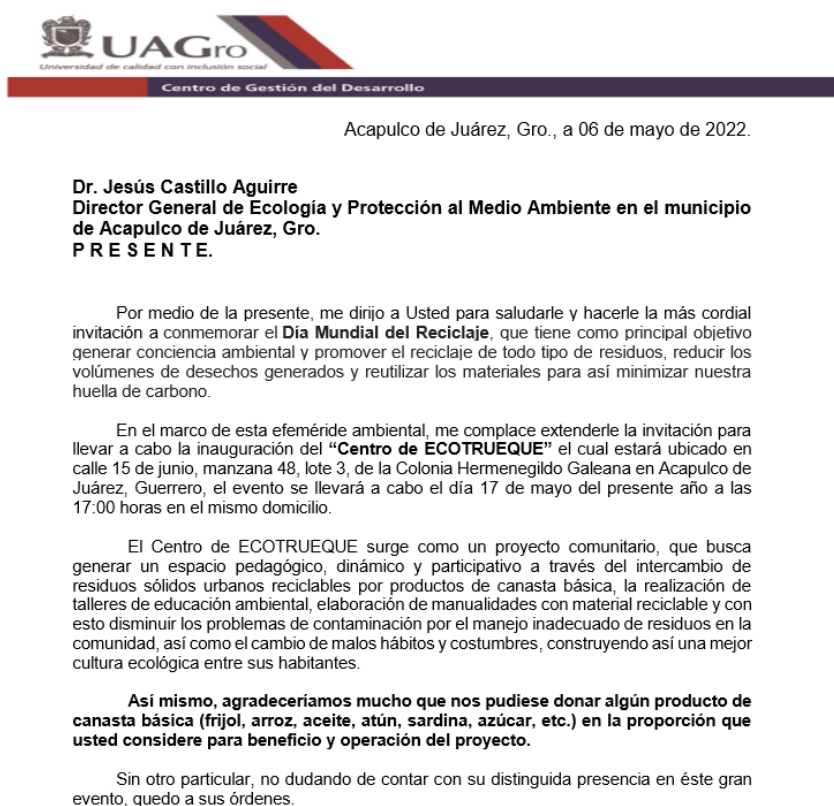 UAGro
Universidad de calidad con inclusión social
Centro de Gestión del Desarrollo
Acapulco de Juárez, Gro., a 06 de mayo de 2022.
Dr. Jesús Castillo Aguirre
Director General de Ecología y Protección al Medio Ambiente en el municipio
de Acapulco de Juárez, Gro.
P R E S E N T E.
Por medio de la presente, me dirijo a Usted para saludarle y hacerle la más cordial
invitación a conmemorar el Día Mundial del Reciclaje, que tiene como principal objetivo
generar conciencia ambiental y promover el reciclaje de todo tipo de residuos, reducir los
volúmenes de desechos generados y reutilizar los materiales para así minimizar nuestra
huella de carbono.
En el marco de esta efeméride ambiental, me complace extenderle la invitación para
llevar a cabo la inauguración del “Centro de ECOTRUEQUE” el cual estará ubicado en
calle 15 de junio, manzana 48, lote 3, de la Colonia Hermenegildo Galeana en Acapulco de
Juárez, Guerrero, el evento se llevará a cabo el día 17 de mayo del presente año a las
17:00 horas en el mismo domicilio.
El Centro de ECOTRUEQUE surge como un proyecto comunitario, que busca
generar un espacio pedagógico, dinámico y participativo a través del intercambio de
residuos sólidos urbanos reciclables por productos de canasta básica, la realización de
talleres de educación ambiental, elaboración de manualidades con material reciclable y con
esto disminuir los problemas de contaminación por el manejo inadecuado de residuos en la
comunidad, así como el cambio de malos hábitos y costumbres, construyendo así una mejor
cultura ecológica entre sus habitantes.
Así mismo, agradeceríamos mucho que nos pudiese donar algún producto de
canasta básica (frijol, arroz, aceite, atún, sardina, azúcar, etc.) en la proporción que
usted considere para beneficio y operación del proyecto.
Sin otro particular, no dudando de contar con su distinguida presencia en éste gran
evento, quedo a sus órdenes.